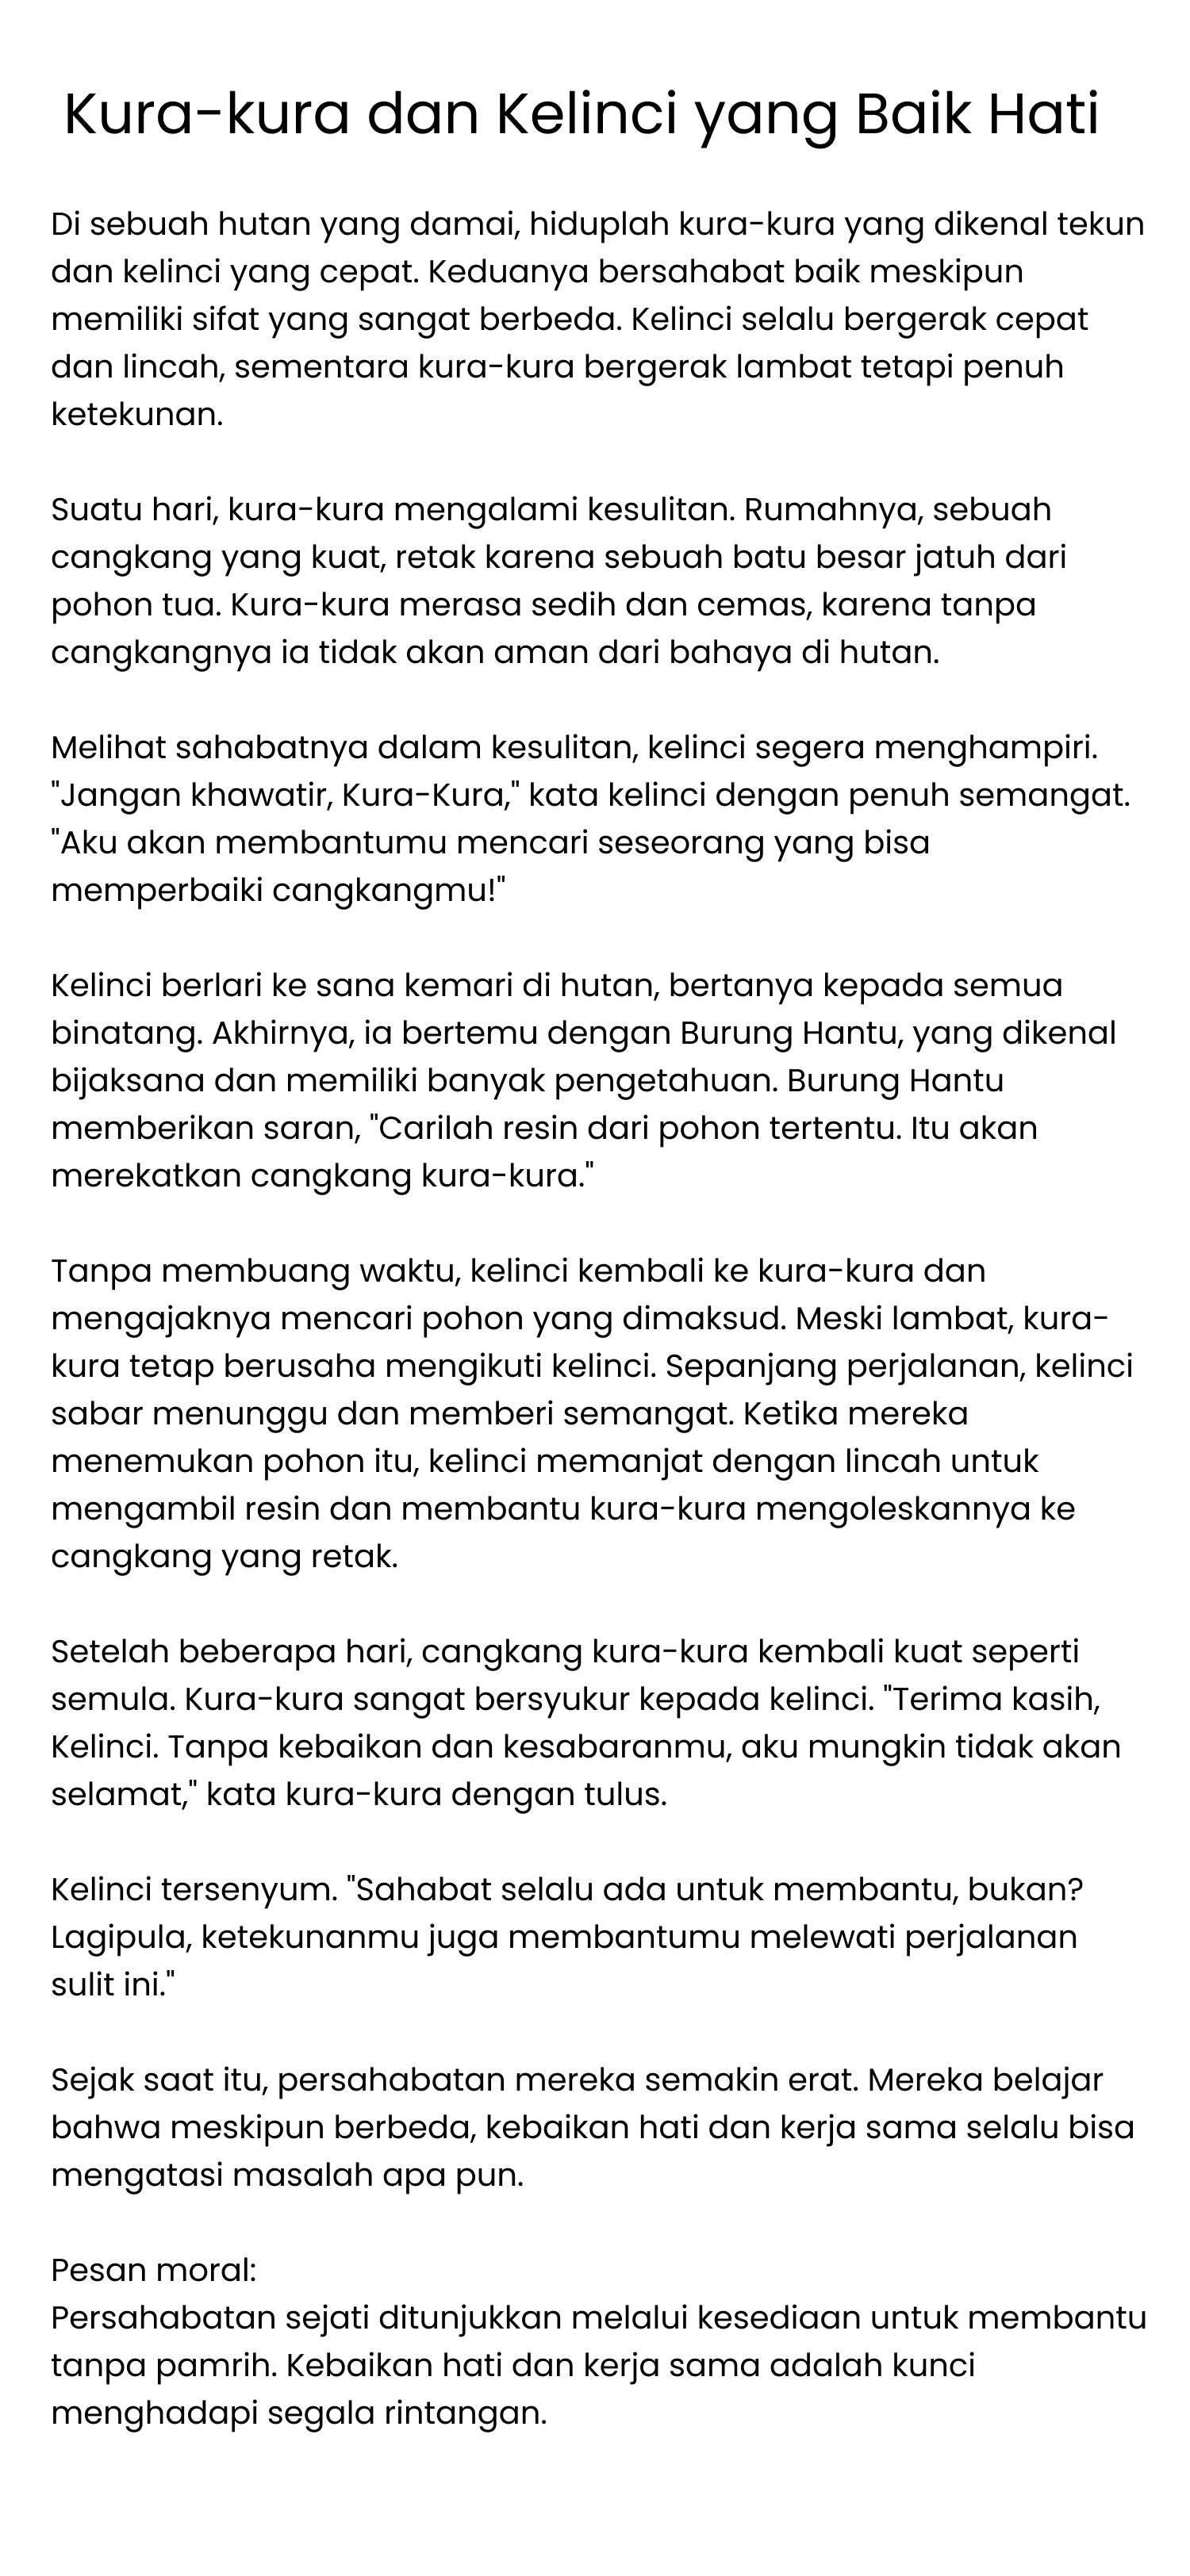 Kura-kura dan Kelinci yang Baik Hati
Di sebuah hutan yang damai, hiduplah kura-kura yang dikenal tekun
dan kelinci yang cepat. Keduanya bersahabat baik meskipun
memiliki sifat yang sangat berbeda. Kelinci selalu bergerak cepat
dan lincah, sementara kura-kura bergerak lambat tetapi penuh
ketekunan.
Suatu hari, kura-kura mengalami kesulitan. Rumahnya, sebuah
cangkang yang kuat, retak karena sebuah batu besar jatuh dari
pohon tua. Kura-kura merasa sedih dan cemas, karena tanpa
cangkangnya ia tidak akan aman dari bahaya di hutan.
Melihat sahabatnya dalam kesulitan, kelinci segera menghampiri.
"Jangan khawatir, Kura-Kura," kata kelinci dengan penuh semangat.
"Aku akan membantumu mencari seseorang yang bisa
memperbaiki cangkangmu!"
Kelinci berlari ke sana kemari di hutan, bertanya kepada semua
binatang. Akhirnya, ia bertemu dengan Burung Hantu, yang dikenal
bijaksana dan memiliki banyak pengetahuan. Burung Hantu
memberikan saran, "Carilah resin dari pohon tertentu. Itu akan
merekatkan cangkang kura-kura."
Tanpa membuang waktu, kelinci kembali ke kura-kura dan
mengajaknya mencari pohon yang dimaksud. Meski lambat, kura-
kura tetap berusaha mengikuti kelinci. Sepanjang perjalanan, kelinci
sabar menunggu dan memberi semangat. Ketika mereka
menemukan pohon itu, kelinci memanjat dengan lincah untuk
mengambil resin dan membantu kura-kura mengoleskannya ke
cangkang yang retak.
Setelah beberapa hari, cangkang kura-kura kembali kuat seperti
semula. Kura-kura sangat bersyukur kepada kelinci. "Terima kasih,
Kelinci. Tanpa kebaikan dan kesabaranmu, aku mungkin tidak akan
selamat," kata kura-kura dengan tulus.
Kelinci tersenyum. "Sahabat selalu ada untuk membantu, bukan?
Lagipula, ketekunanmu juga membantumu melewati perjalanan
sulit ini."
Sejak saat itu, persahabatan mereka semakin erat. Mereka belajar
bahwa meskipun berbeda, kebaikan hati dan kerja sama selalu bisa
mengatasi masalah apa pun.
Pesan moral:
Persahabatan sejati ditunjukkan melalui kesediaan untuk membantu
tanpa pamrih. Kebaikan hati dan kerja sama adalah kunci
menghadapi segala rintangan.